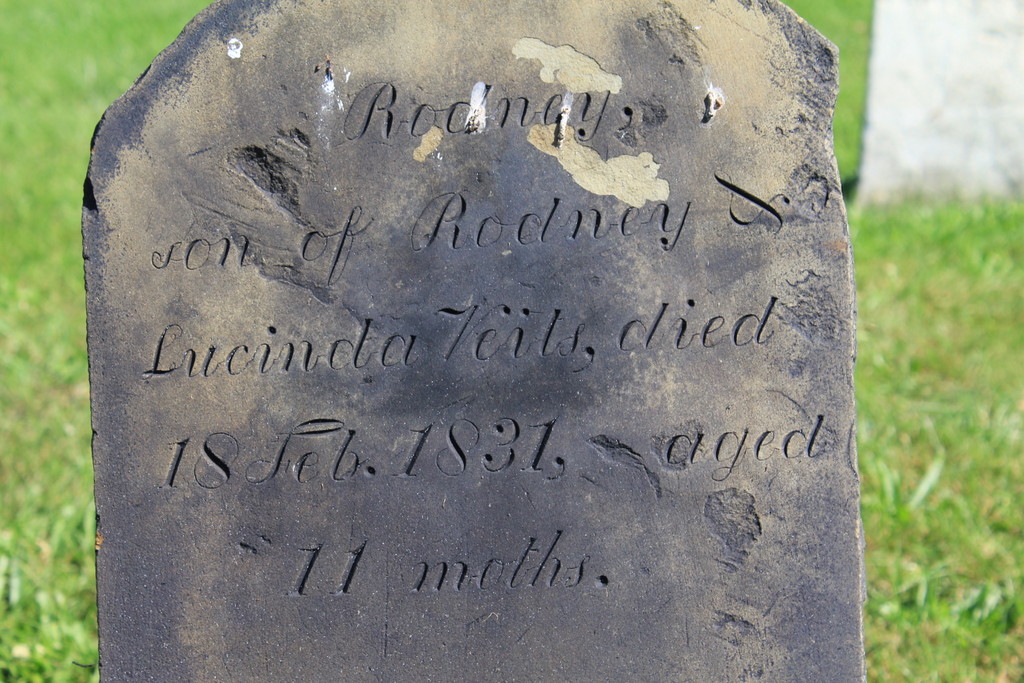 Rodney,
son of Rodney &
Lucinda Veits, died
18 Feb. 1831, aged
11 moths.